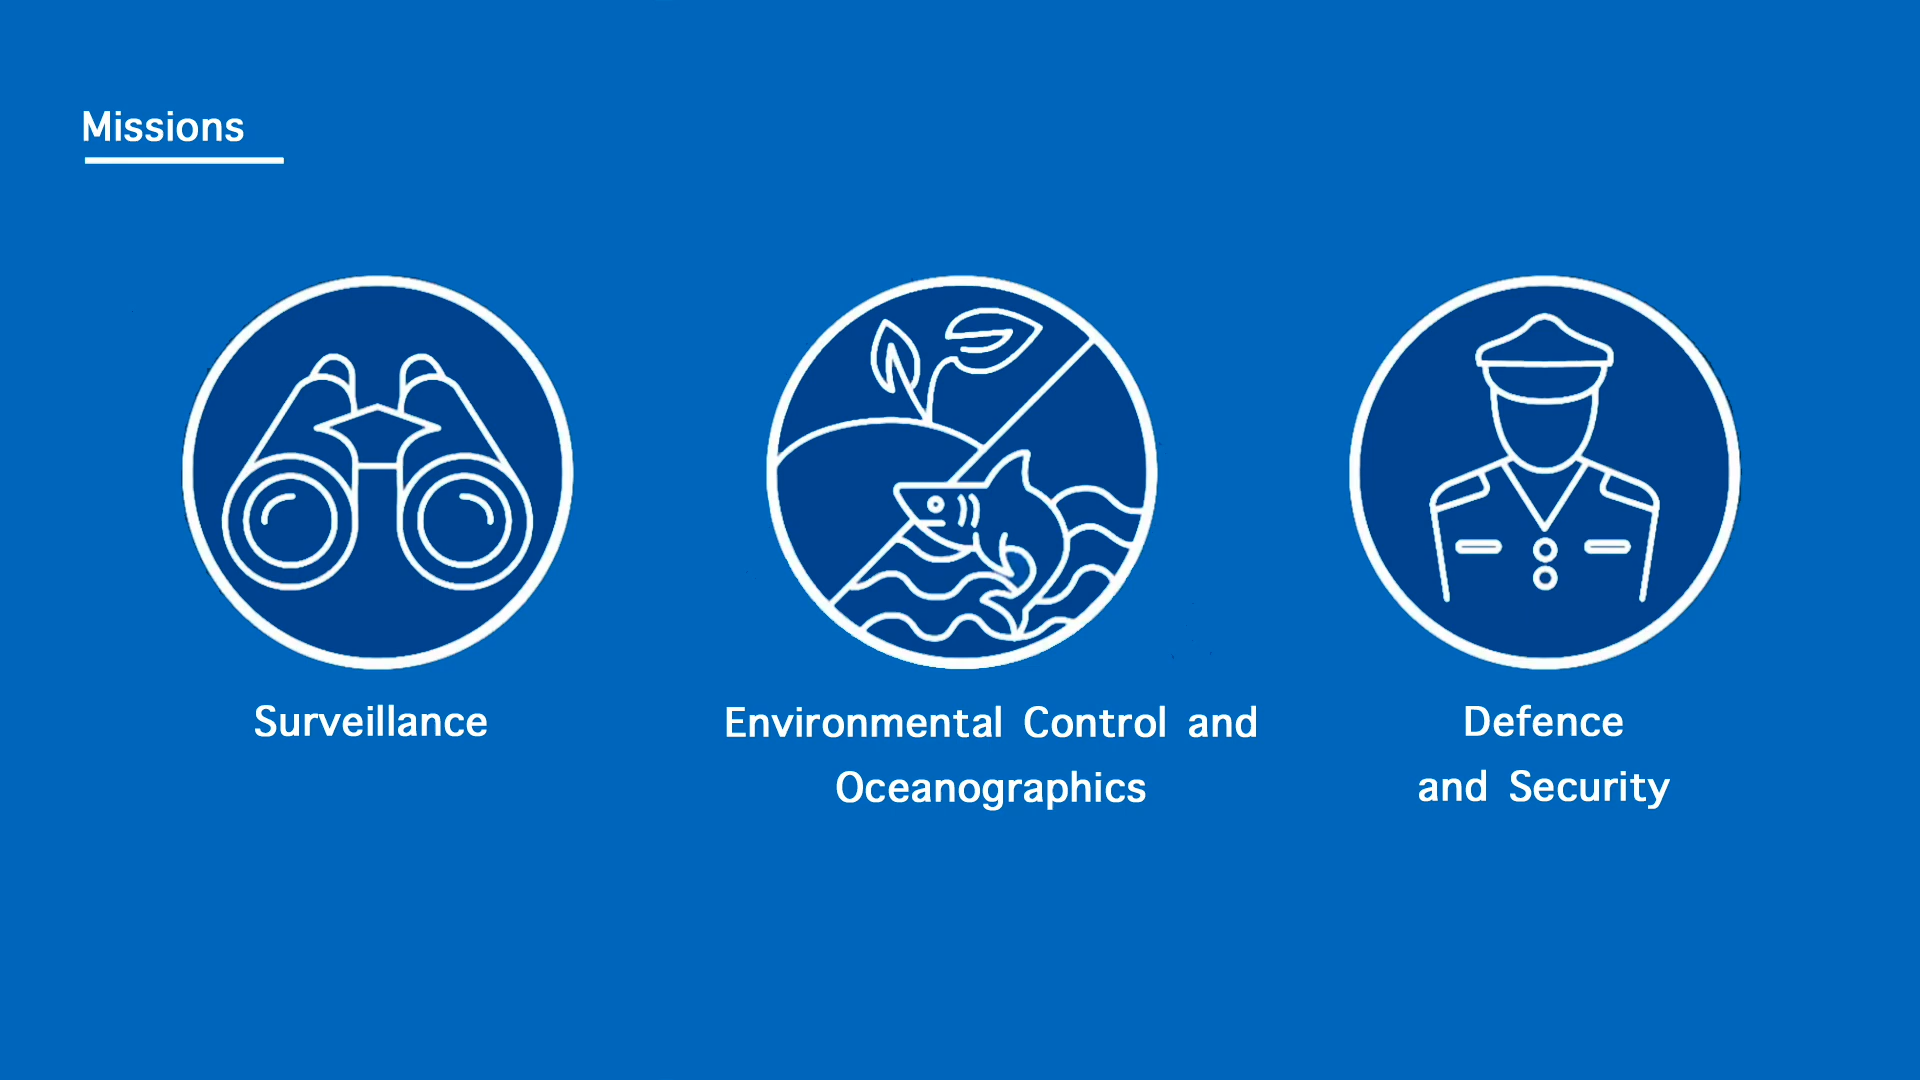 Missions
Surveillance
Environmental Control and
Oceanographics
Defence
and Security